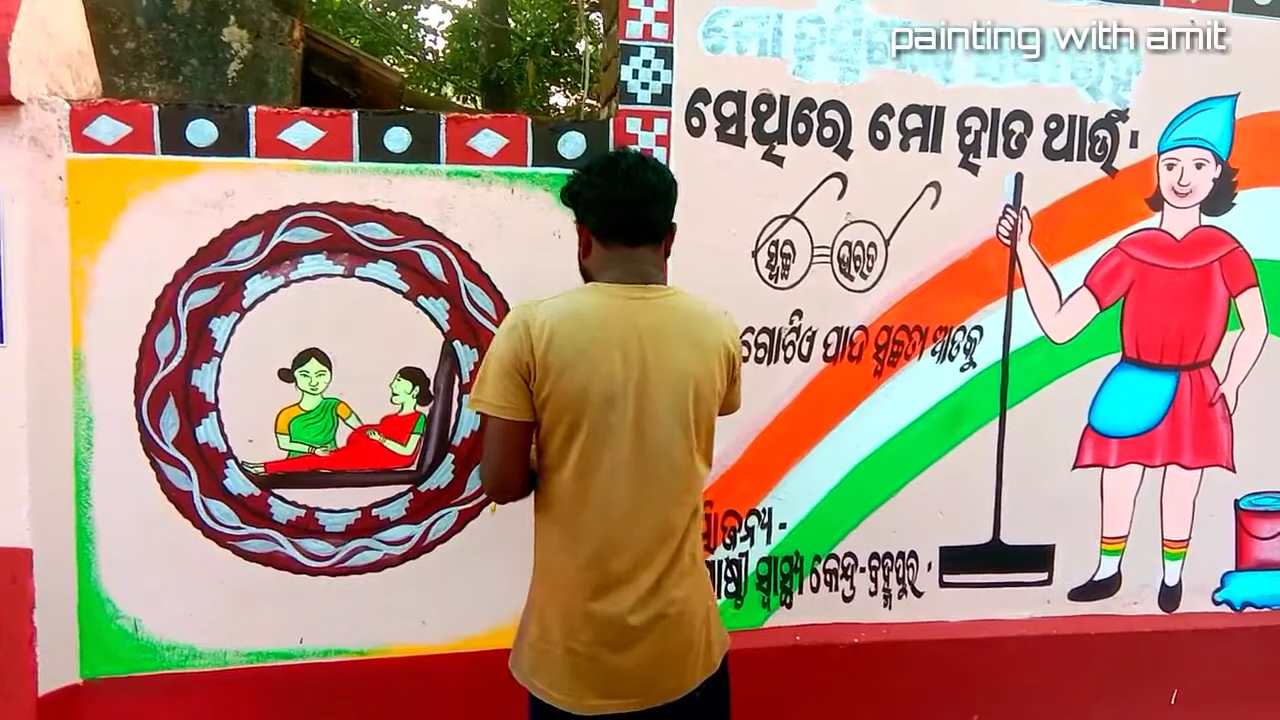 painting with amit
ସେଥିରେ ମୋ ହାତ ଥାଉଁ
ସ୍ୱଚ୍ଛ ଭାରତ
ଗୋଟିଏ ପାଦ ସ୍ୱଚ୍ଛତା ଆଡକୁ
ସ୍ୱାସ୍ଥ୍ୟ କେନ୍ଦ୍ର-ବ୍ରହ୍ମପୁର